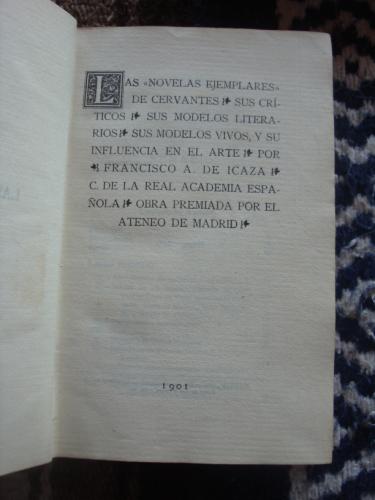 LAS «NOVELAS EJEMPLARES»
DE CERVANTES SUS CRÍ-
TICOS SUS MODELOS LITERA-
RIOS SUS MODELOS VIVOS, Y SU
INFLUENCIA EN EL ARTE POR
FRANCISCO A. DE ICAZA
C. DE LA REAL ACADEMIA ESPA-
ÑOLA OBRA PREMIADA POR EL
ATENEO DE MADRID
1901